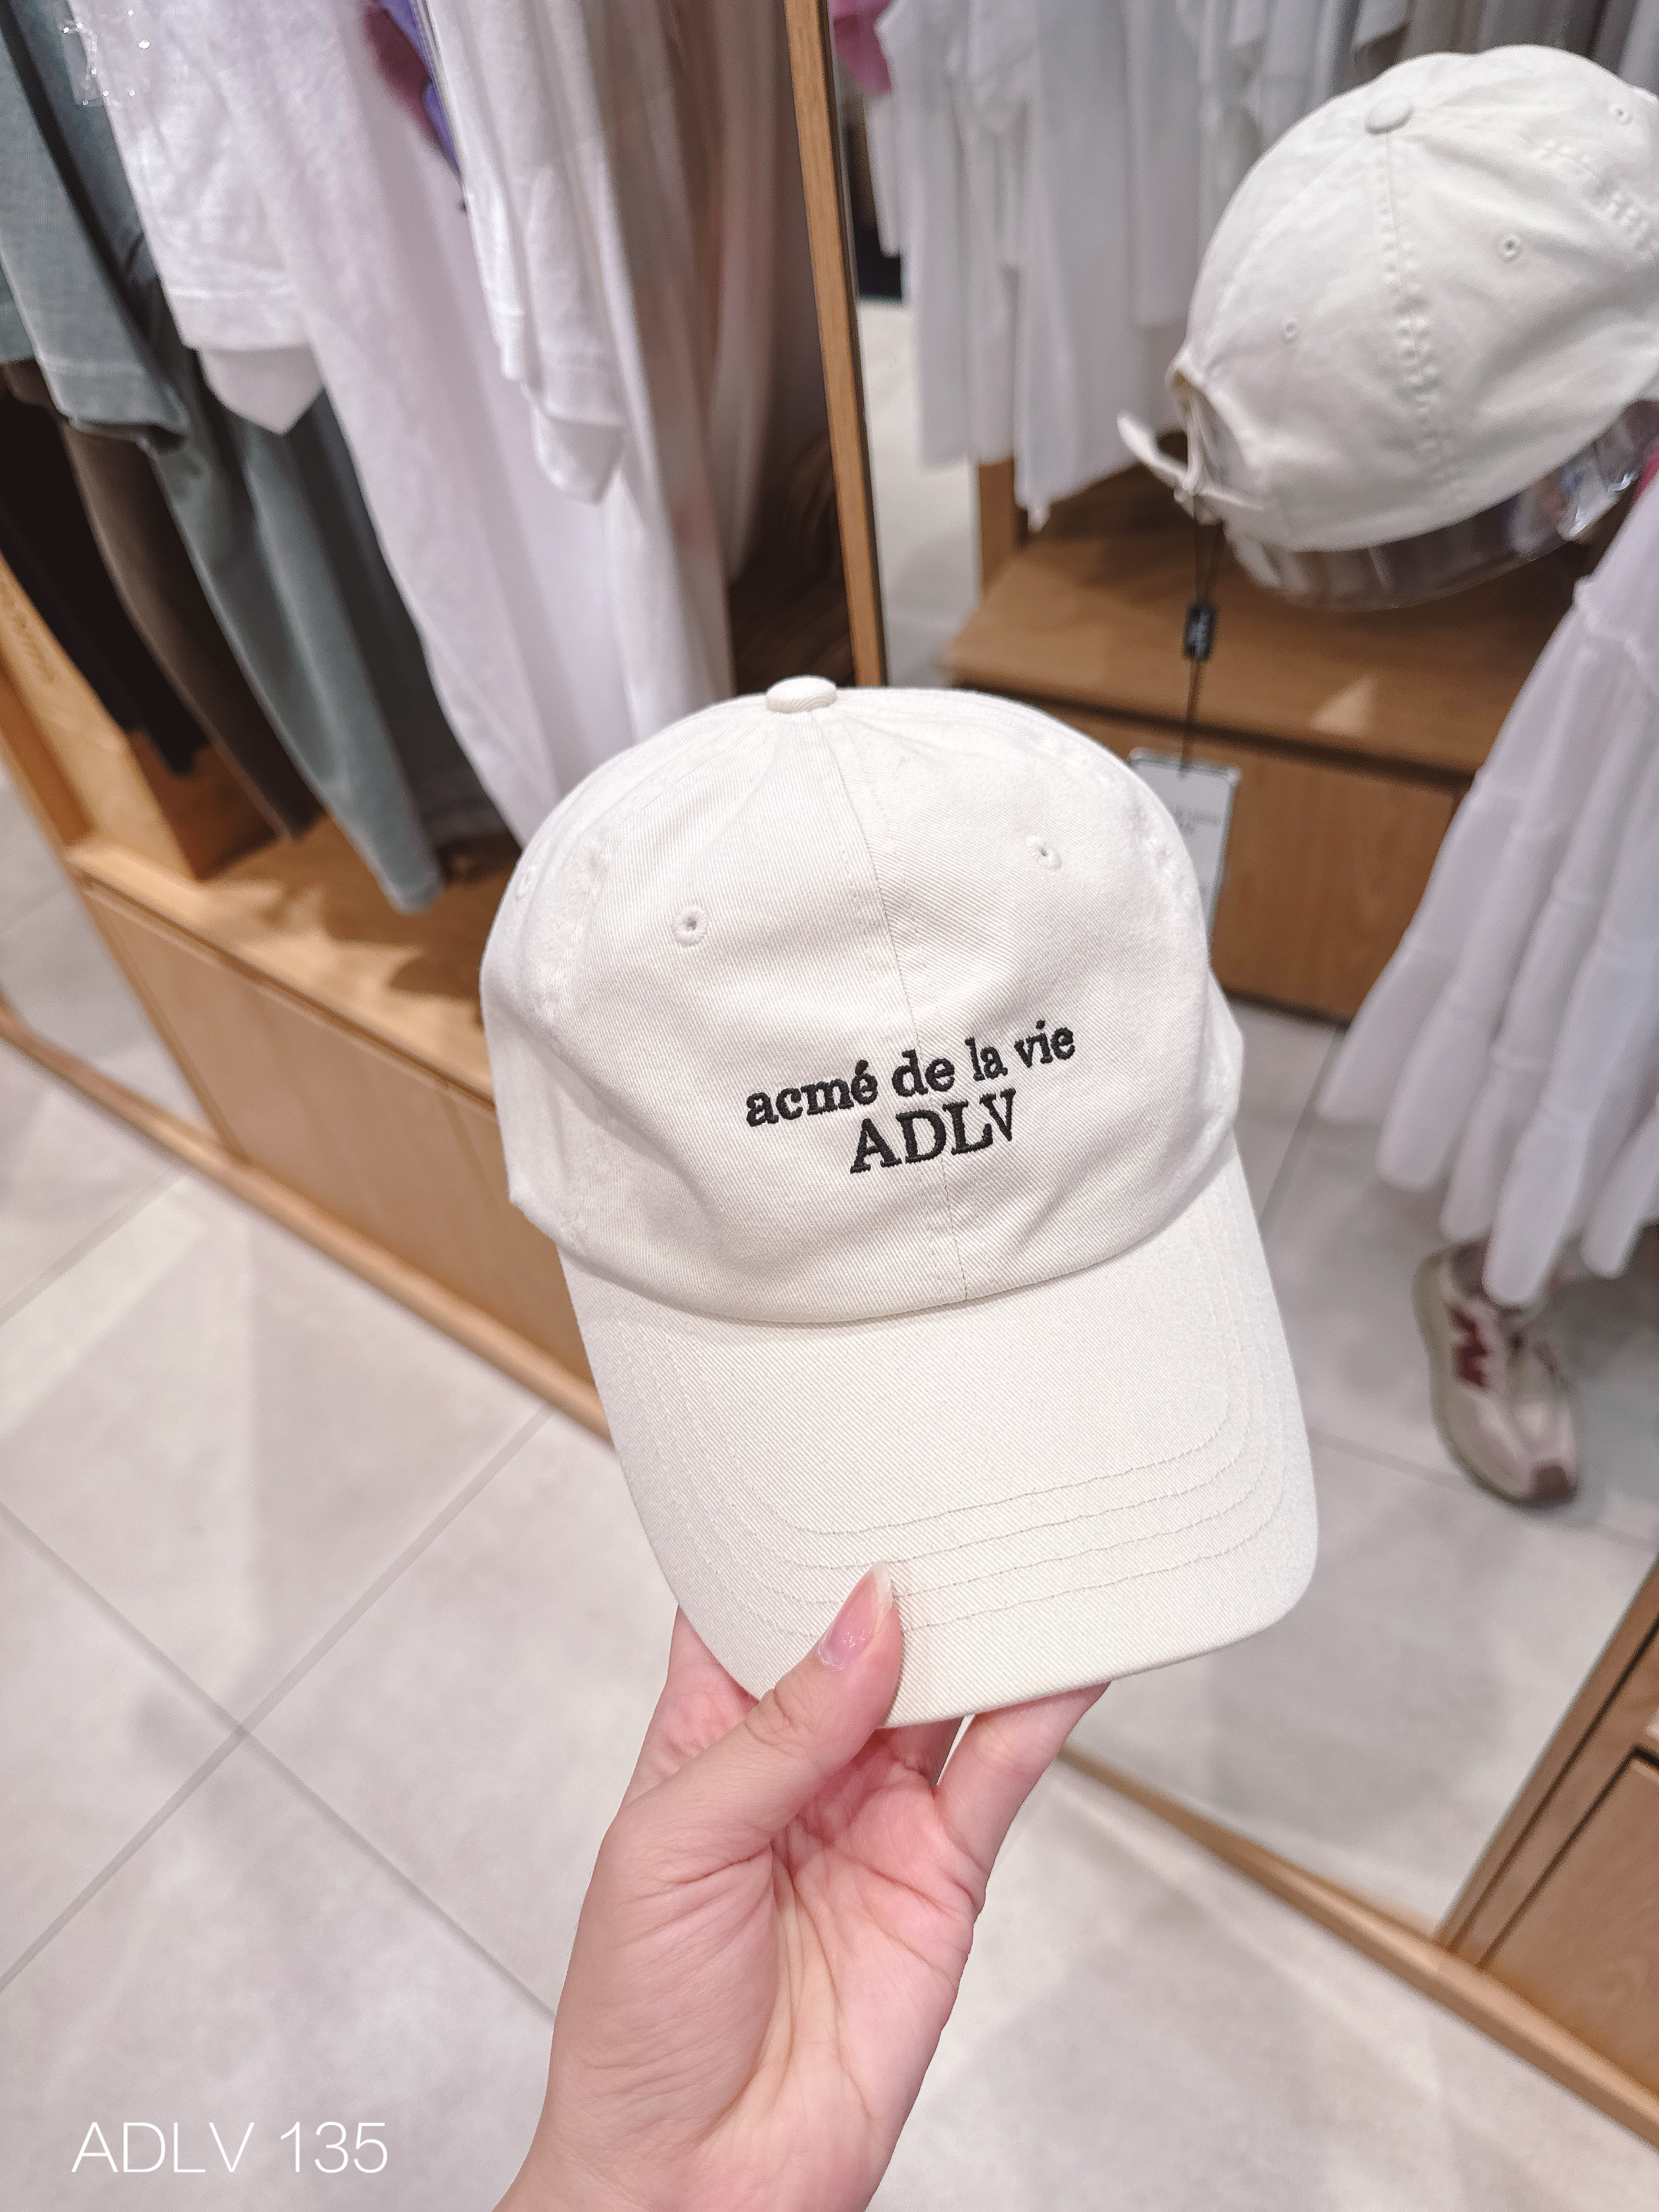 acmé de la vie
ADLV
N
ADLV 135